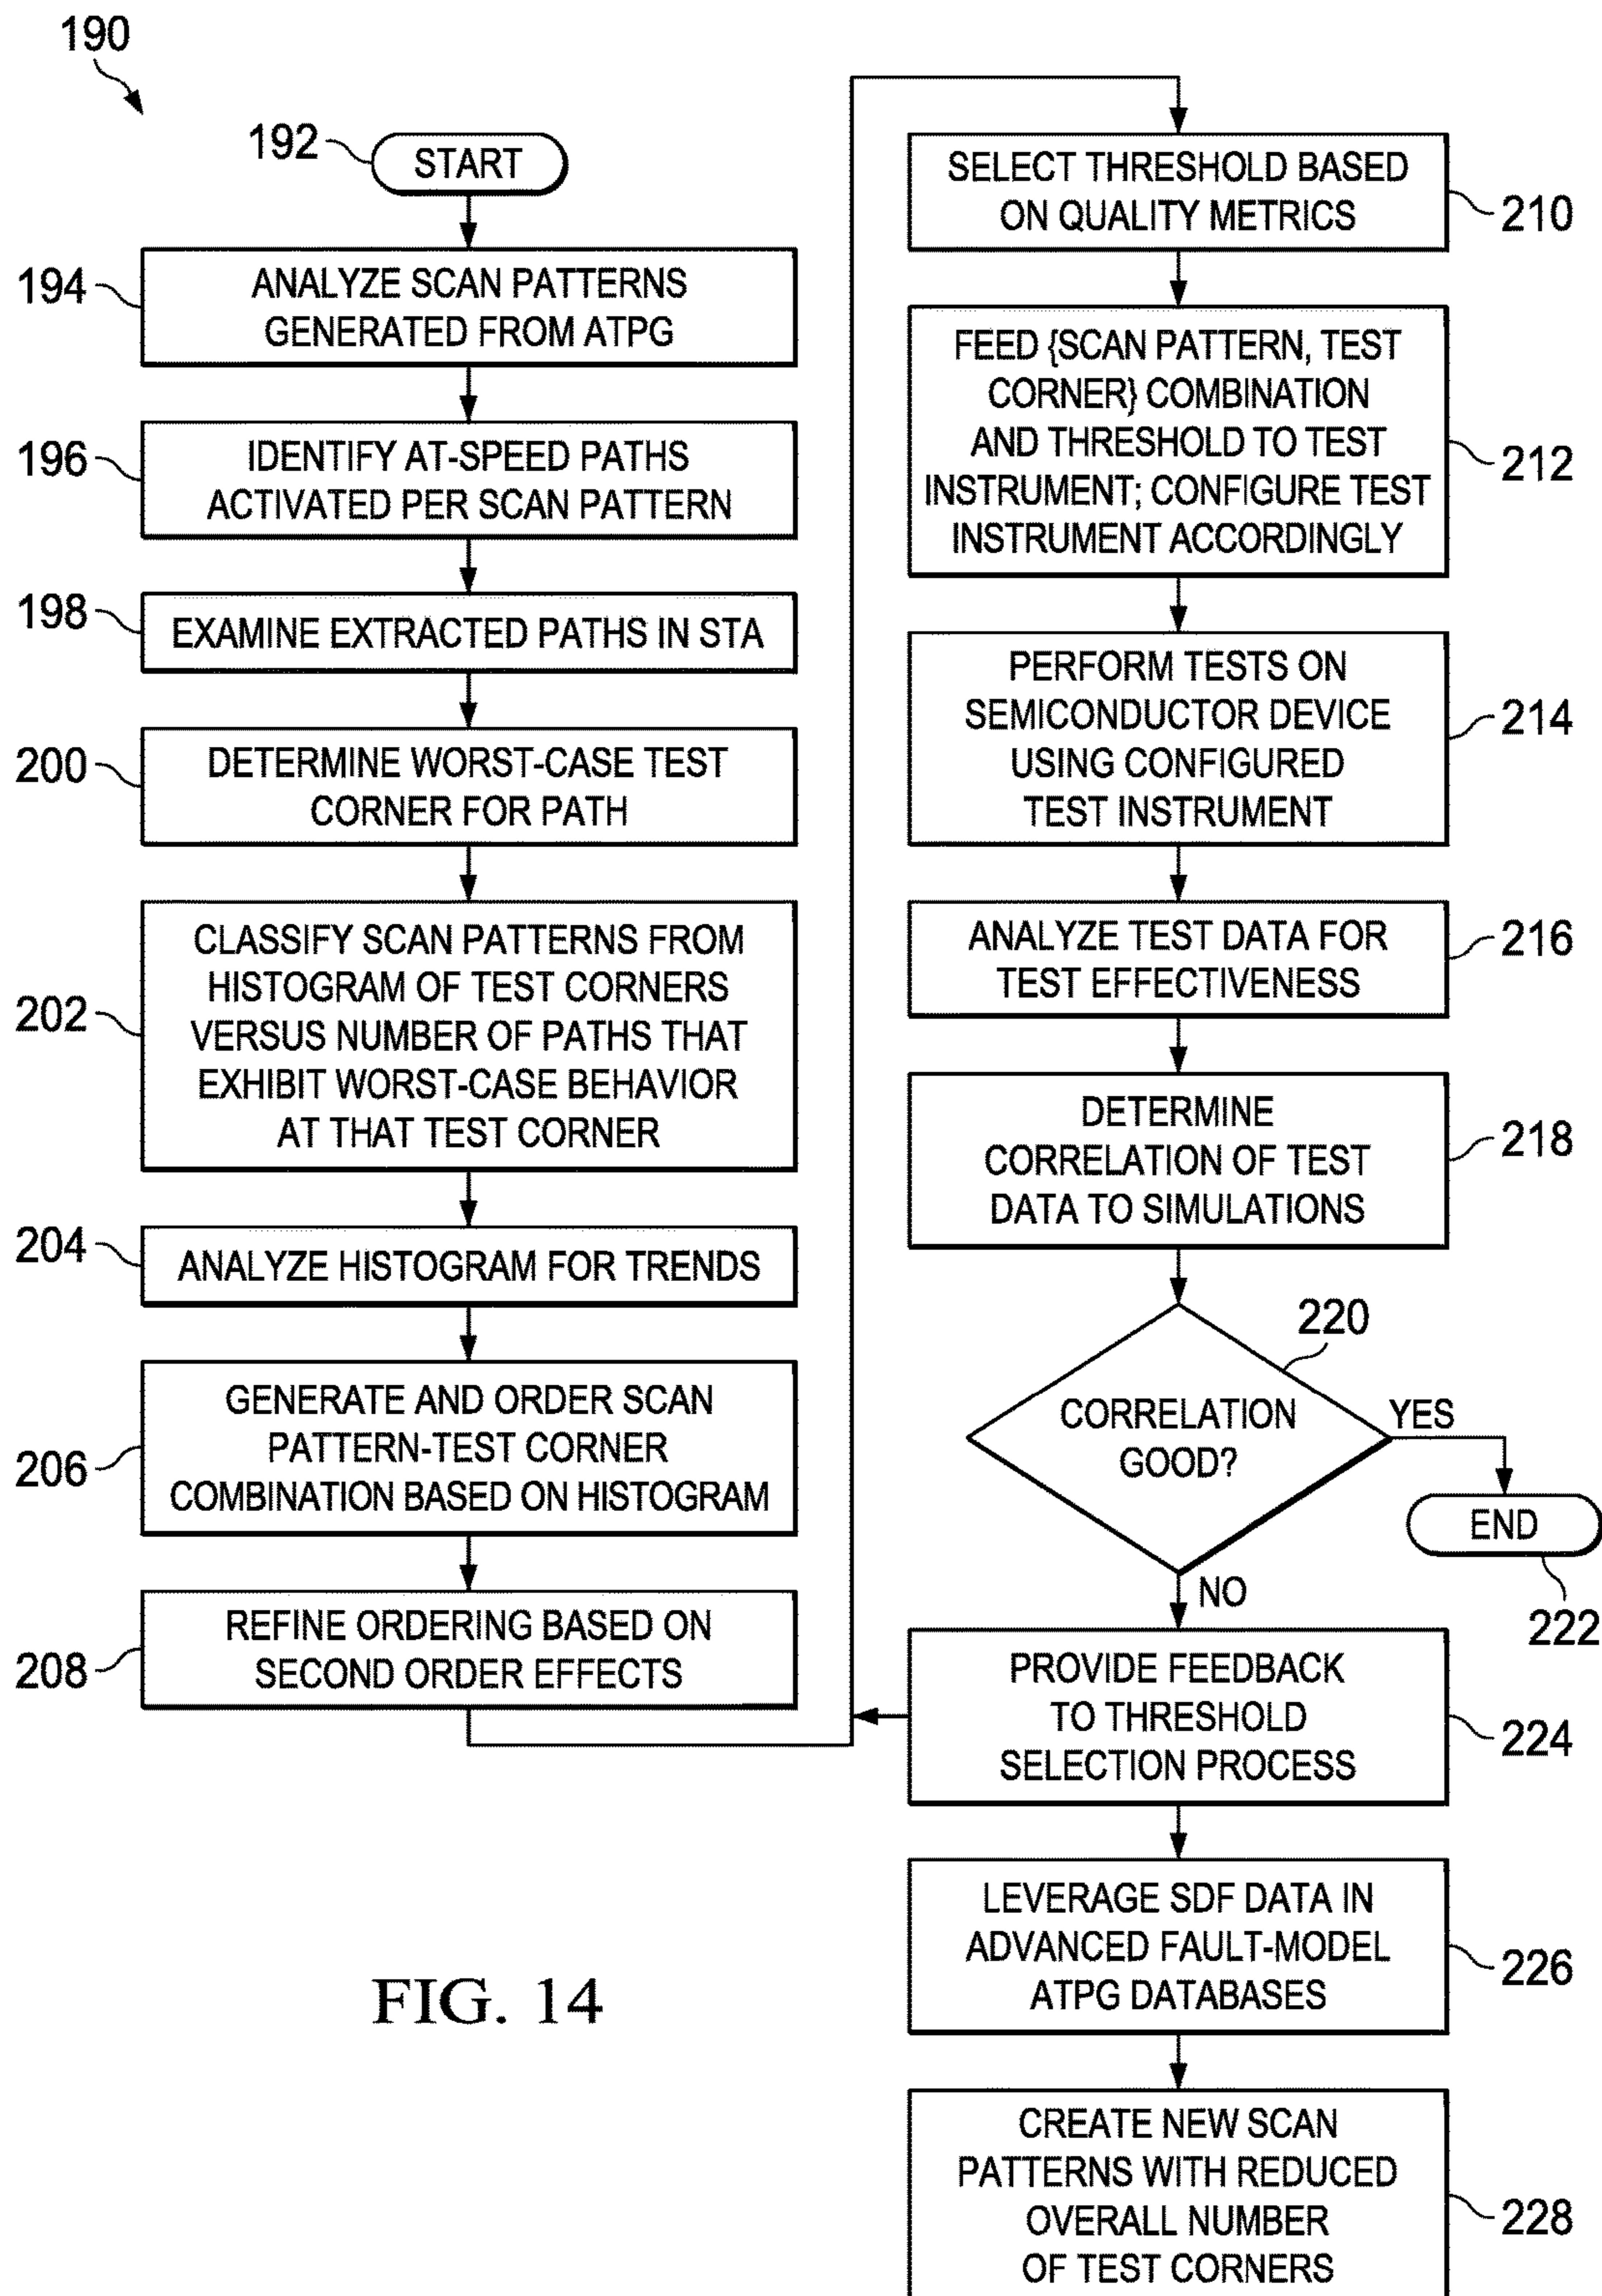 190
192
START
194
ANALYZE SCAN PATTERNS
GENERATED FROM ATPG
196
IDENTIFY AT-SPEED PATHS
ACTIVATED PER SCAN PATTERN
198
EXAMINE EXTRACTED PATHS IN STA
200
DETERMINE WORST-CASE TEST
CORNER FOR PATH
202
CLASSIFY SCAN PATTERNS FROM
HISTOGRAM OF TEST CORNERS
VERSUS NUMBER OF PATHS THAT
EXHIBIT WORST-CASE BEHAVIOR
AT THAT TEST CORNER
204
ANALYZE HISTOGRAM FOR TRENDS
206
GENERATE AND ORDER SCAN
PATTERN-TEST CORNER
COMBINATION BASED ON HISTOGRAM
208
REFINE ORDERING BASED ON
SECOND ORDER EFFECTS
SELECT THRESHOLD BASED
ON QUALITY METRICS
210
FEED {SCAN PATTERN, TEST
CORNER} COMBINATION
AND THRESHOLD TO TEST
INSTRUMENT; CONFIGURE TEST
INSTRUMENT ACCORDINGLY
212
PERFORM TESTS ON
SEMICONDUCTOR DEVICE
USING CONFIGURED
TEST INSTRUMENT
214
ANALYZE TEST DATA FOR
TEST EFFECTIVENESS
216
DETERMINE
CORRELATION OF TEST
DATA TO SIMULATIONS
218
220
CORRELATION
GOOD?
YES
END
222
NO
PROVIDE FEEDBACK
TO THRESHOLD
SELECTION PROCESS
224
LEVERAGE SDF DATA IN
ADVANCED FAULT-MODEL
ATPG DATABASES
226
CREATE NEW SCAN
PATTERNS WITH REDUCED
OVERALL NUMBER
OF TEST CORNERS
228
FIG. 14